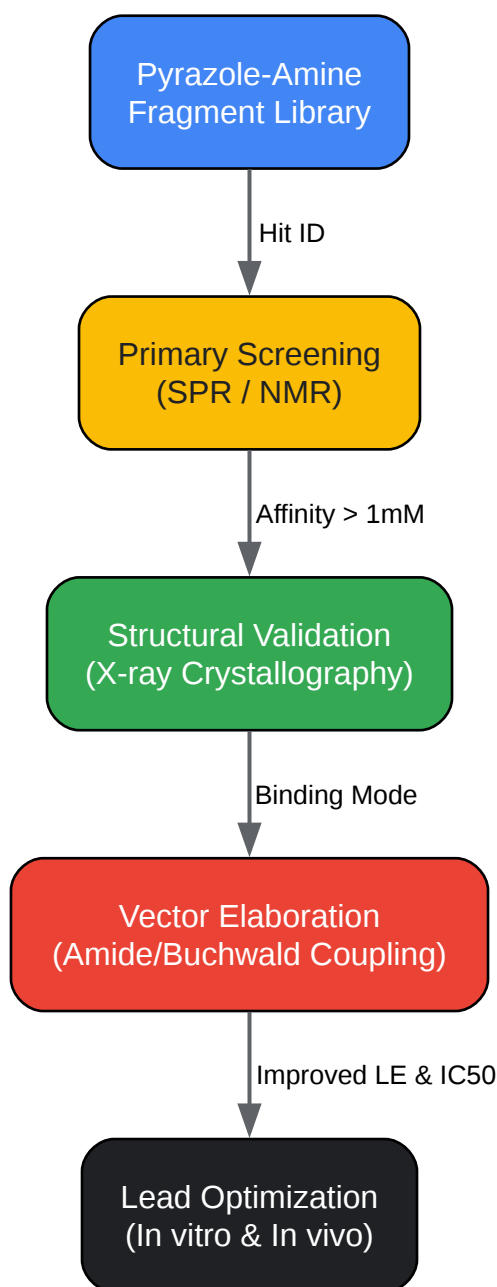 Pyrazole-Amine
Fragment Library
Hit ID
Primary Screening
(SPR / NMR)
Affinity > 1mM
Structural Validation
(X-ray Crystallography)
Binding Mode
Vector Elaboration
(Amide/Buchwald Coupling)
Improved LE & IC50
Lead Optimization
(In vitro & In vivo)